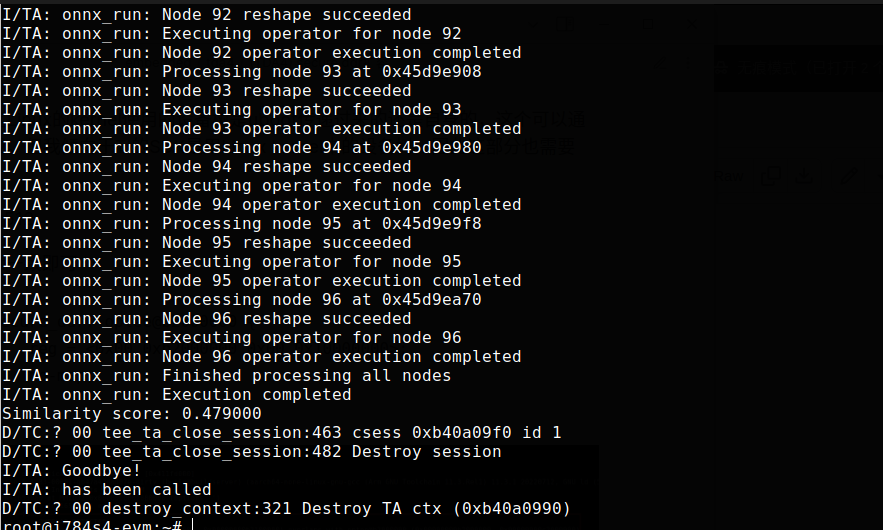 I/TA: onnx_run: Node 92 reshape succeeded
I/TA: onnx_run: Executing operator for node 92
I/TA: onnx_run: Node 92 operator execution completed
I/TA: onnx_run: Processing node 93 at 0x45d9e908
I/TA: onnx_run: Node 93 reshape succeeded
I/TA: onnx_run: Executing operator for node 93
I/TA: onnx_run: Node 93 operator execution completed
I/TA: onnx_run: Processing node 94 at 0x45d9e980
I/TA: onnx_run: Node 94 reshape succeeded
I/TA: onnx_run: Executing operator for node 94
I/TA: onnx_run: Node 94 operator execution completed
I/TA: onnx_run: Processing node 95 at 0x45d9e9f8
I/TA: onnx_run: Node 95 reshape succeeded
I/TA: onnx_run: Executing operator for node 95
I/TA: onnx_run: Node 95 operator execution completed
I/TA: onnx_run: Processing node 96 at 0x45d9ea70
I/TA: onnx_run: Node 96 reshape succeeded
I/TA: onnx_run: Executing operator for node 96
I/TA: onnx_run: Node 96 operator execution completed
I/TA: onnx_run: Finished processing all nodes
I/TA: onnx_run: Execution completed
Similarity score: 0.479000
D/TC:? 00 tee_ta_close_session:463 csess 0xb40a09f0 id 1
D/TC:? 00 tee_ta_close_session:482 Destroy session
I/TA: Goodbye!
I/TA: has been called
D/TC:? 00 destroy_context:321 Destroy TA ctx (0xb40a0990)
root@j784s4-evm:~#